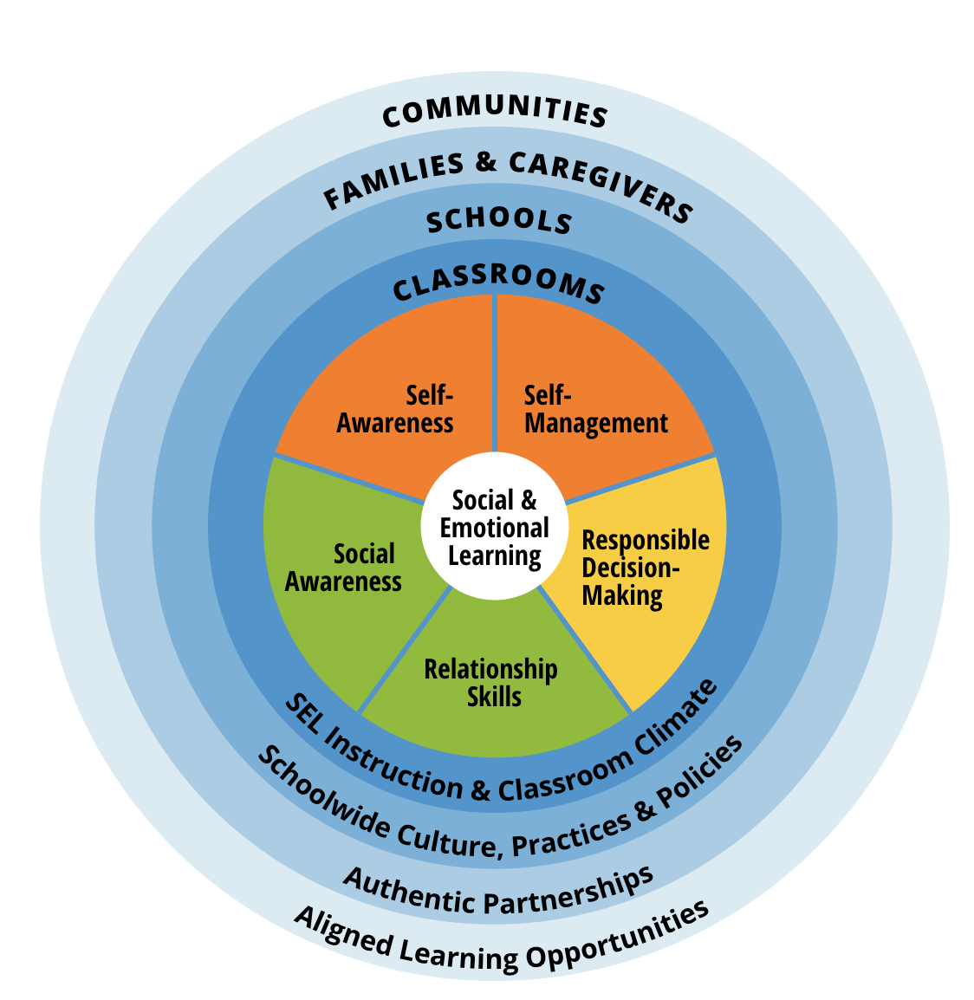 COMMUNITIES
FAMILIES & CAREGIVERS
SCHOOLS
CLASSROOMS
Self-
Awareness
Self-
Management
Social &
Emotional
Learning
Social
Awareness
Responsible
Decision-
Making
Relationship
Skills
SEL Instruction & Classroom Climate
Schoolwide Culture, Practices & Policies
Authentic Partnerships
Aligned Learning Opportunities